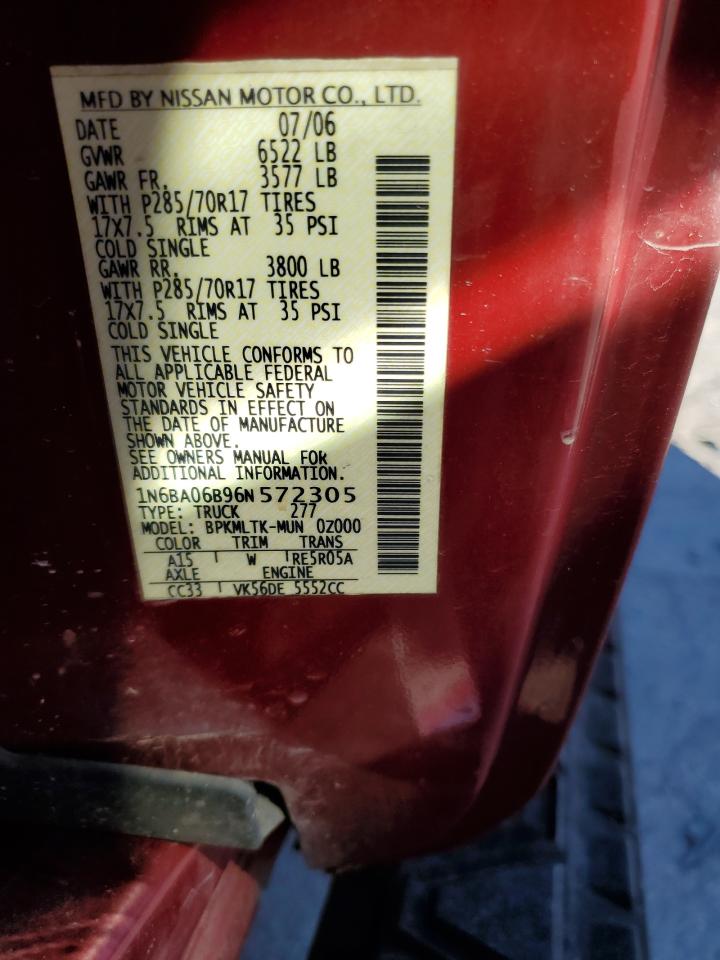 MFD BY NISSAN MOTOR CO., LTD.
DATE 07/06
GVWR 6522 LB
GAWR FR. 3577 LB
WITH P285/70R17 TIRES
17X7.5 RIMS AT 35 PSI
COLD SINGLE
GAWR RR. 3800 LB
WITH P285/70R17 TIRES
17X7.5 RIMS AT 35 PSI
COLD SINGLE
THIS VEHICLE CONFORMS TO
ALL APPLICABLE FEDERAL
MOTOR VEHICLE SAFETY
STANDARDS IN EFFECT ON
THE DATE OF MANUFACTURE
SHOWN ABOVE.
SEE OWNERS MANUAL FOR
ADDITIONAL INFORMATION.
1N6BA06B96N572305
TYPE: TRUCK 277
MODEL: BPKMLTK-MUN 0Z000
COLOR TRIM TRANS
A15 W RE5R05A
AXLE ENGINE
CC33 VK56DE 5552CC